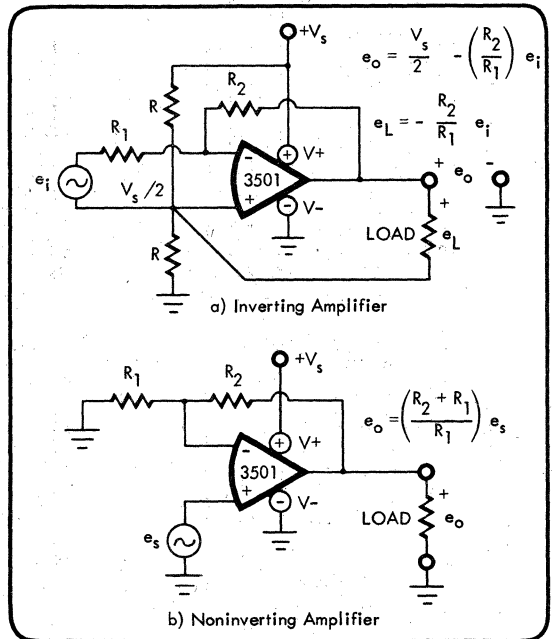 +Vs
eo = Vs/2 - (R2/R1) ei
R2
R
eL = - R2/R1 ei
R1
- V+
+ eo -
ei
Vs/2
3501
+ V-
+
LOAD eL
R
a) Inverting Amplifier
+Vs
R1
R2
eo = (R2 + R1 / R1) es
+ V+
-
3501
+
- V-
+
LOAD eo
es
b) Noninverting Amplifier